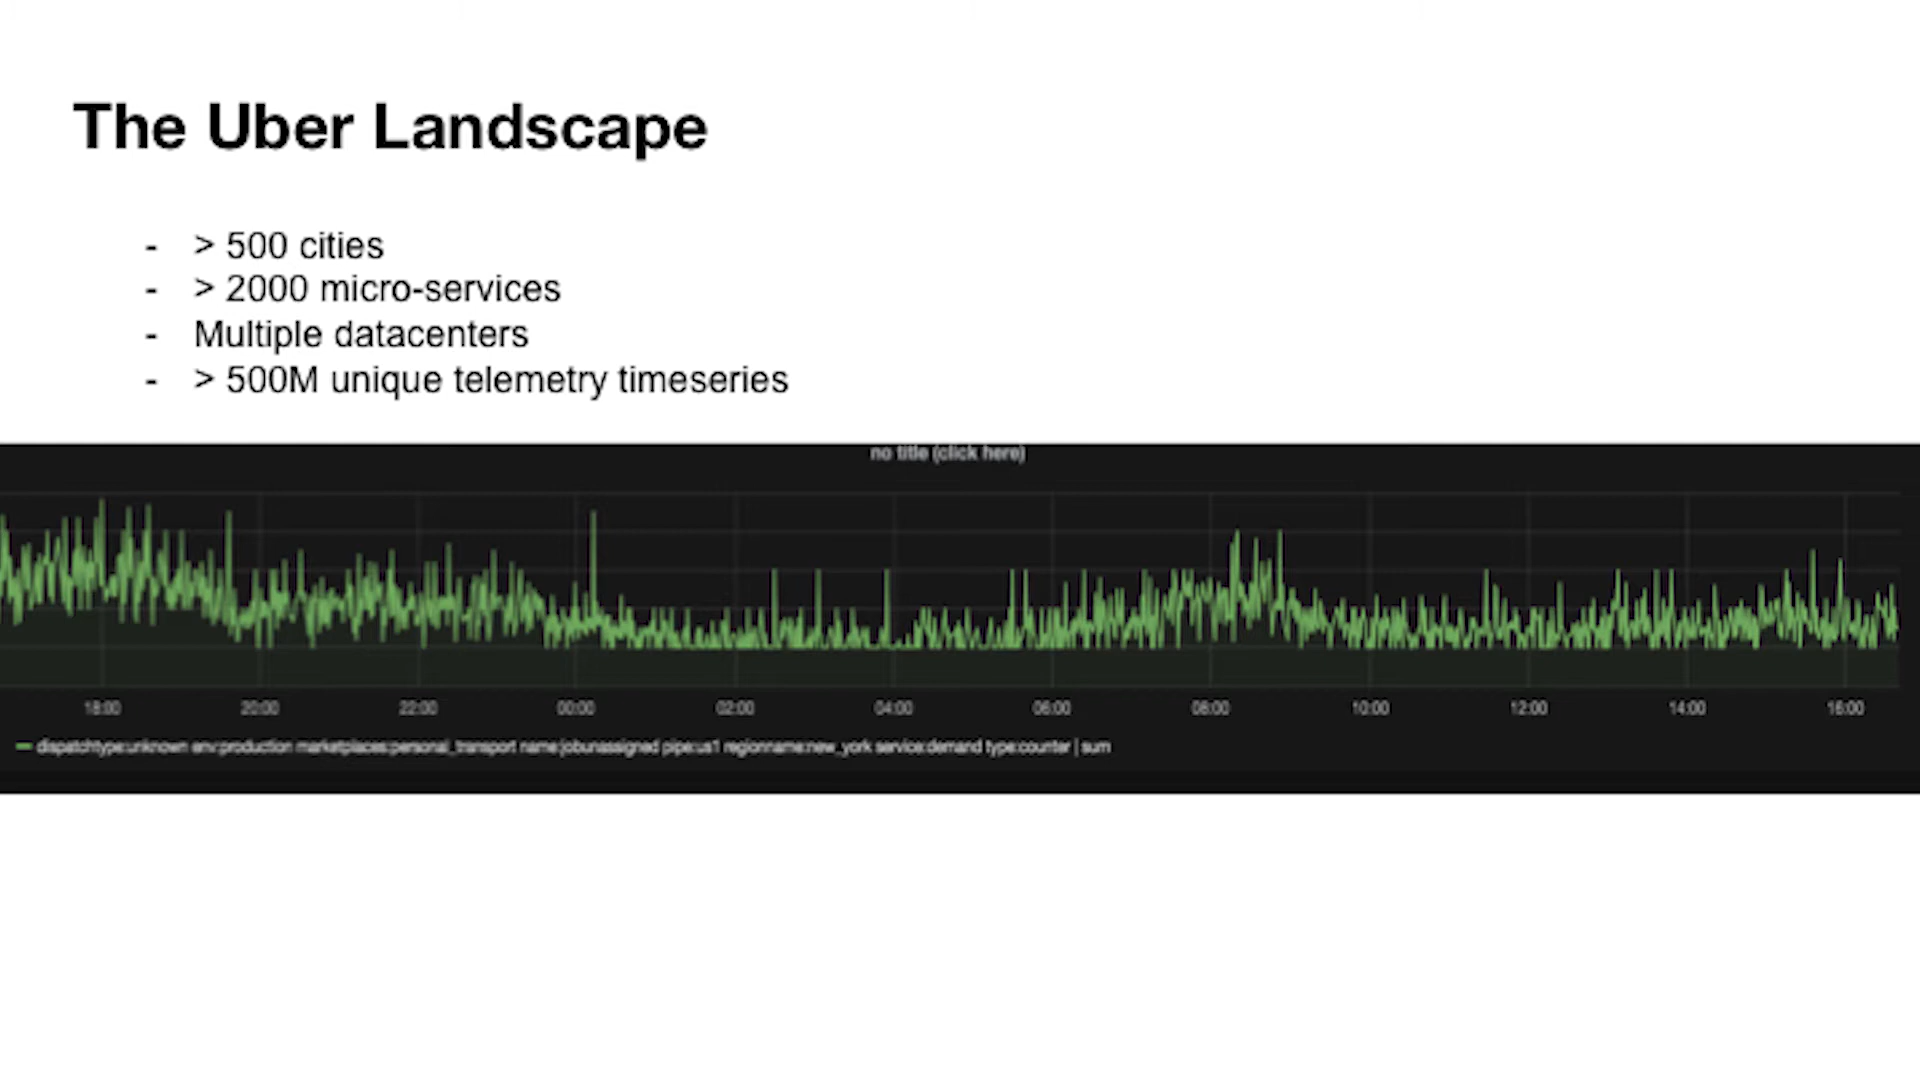 The Uber Landscape
- > 500 cities
- > 2000 micro-services
- Multiple datacenters
- > 500M unique telemetry timeseries
no title (click here)
18:00 20:00 22:00 00:00 02:00 04:00 06:00 08:00 10:00 12:00 14:00 16:00
dispatchtype:unknown env:production marketplaces:personal_transport name:jobunassigned pipe:us1 regionname:new_york service:demand type:counter | sum